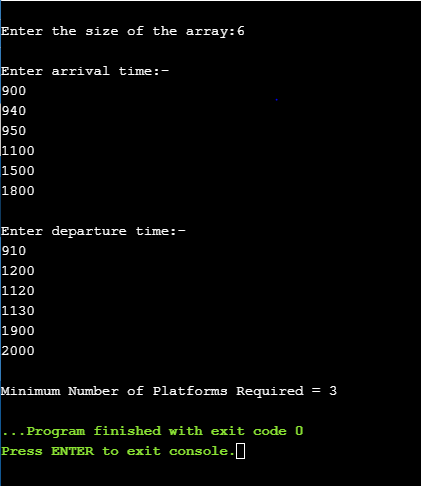 Enter the size of the array:6
Enter arrival time:-
900
940
950
1100
1500
1800
Enter departure time:-
910
1200
1120
1130
1900
2000
Minimum Number of Platforms Required = 3
...Program finished with exit code 0
Press ENTER to exit console.